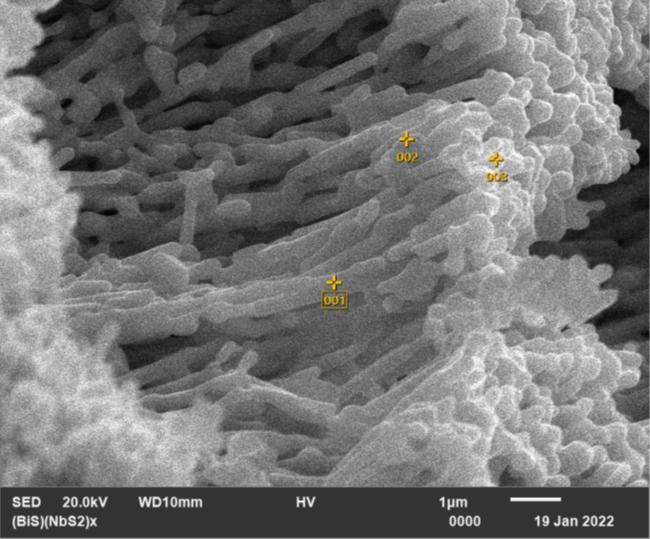 002
003
001
SED 20.0kV WD10mm HV 1μm
(BiS)(NbS2)x 0000 19 Jan 2022